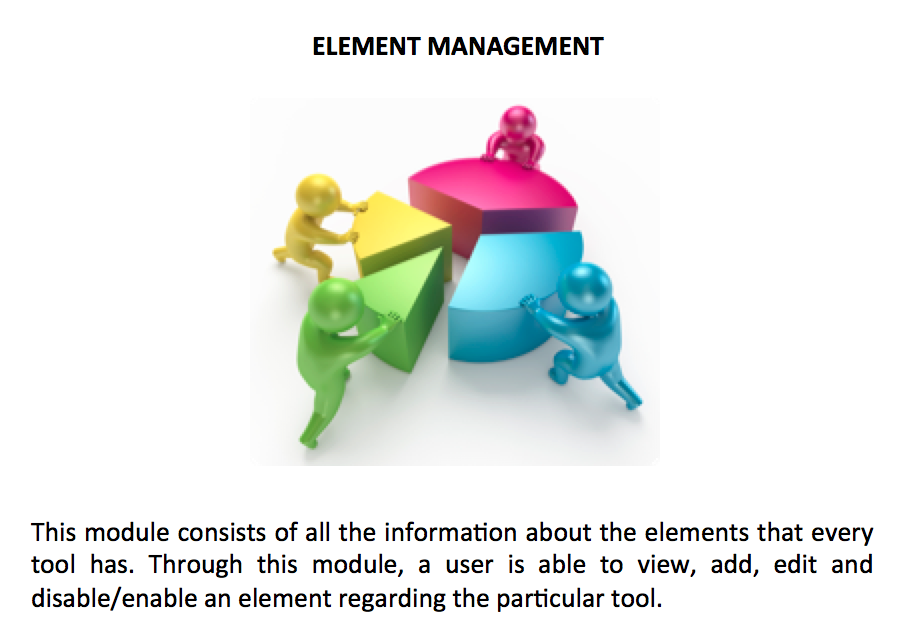 ELEMENT MANAGEMENT
This module consists of all the information about the elements that every
tool has. Through this module, a user is able to view, add, edit and
disable/enable an element regarding the particular tool.